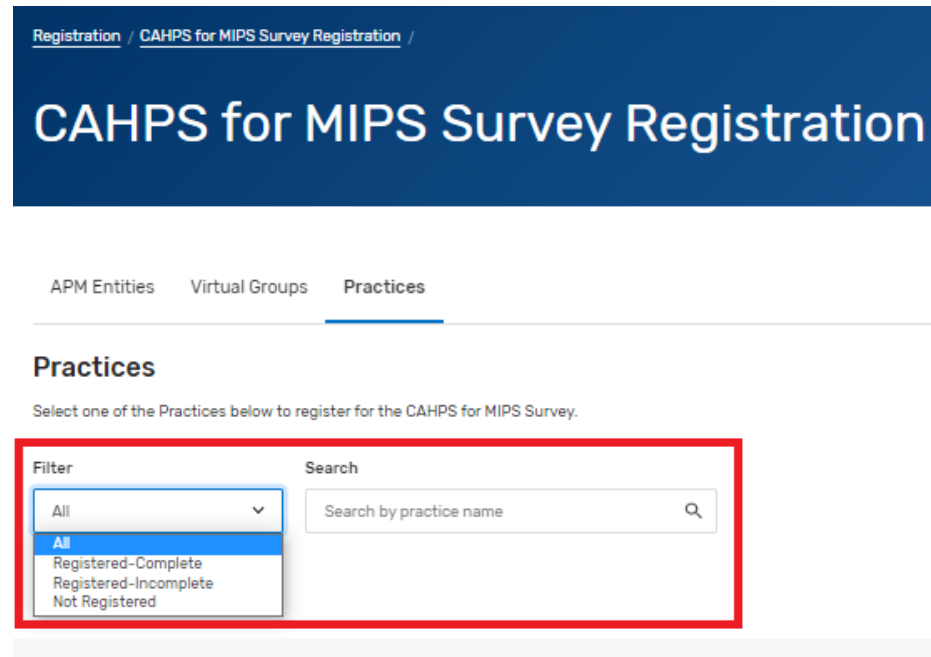 Registration / CAHPS for MIPS Survey Registration /
CAHPS for MIPS Survey Registration
APM Entities Virtual Groups Practices
Practices
Select one of the Practices below to register for the CAHPS for MIPS Survey.
Filter Search
All Search by practice name
All
Registered-Complete
Registered-Incomplete
Not Registered